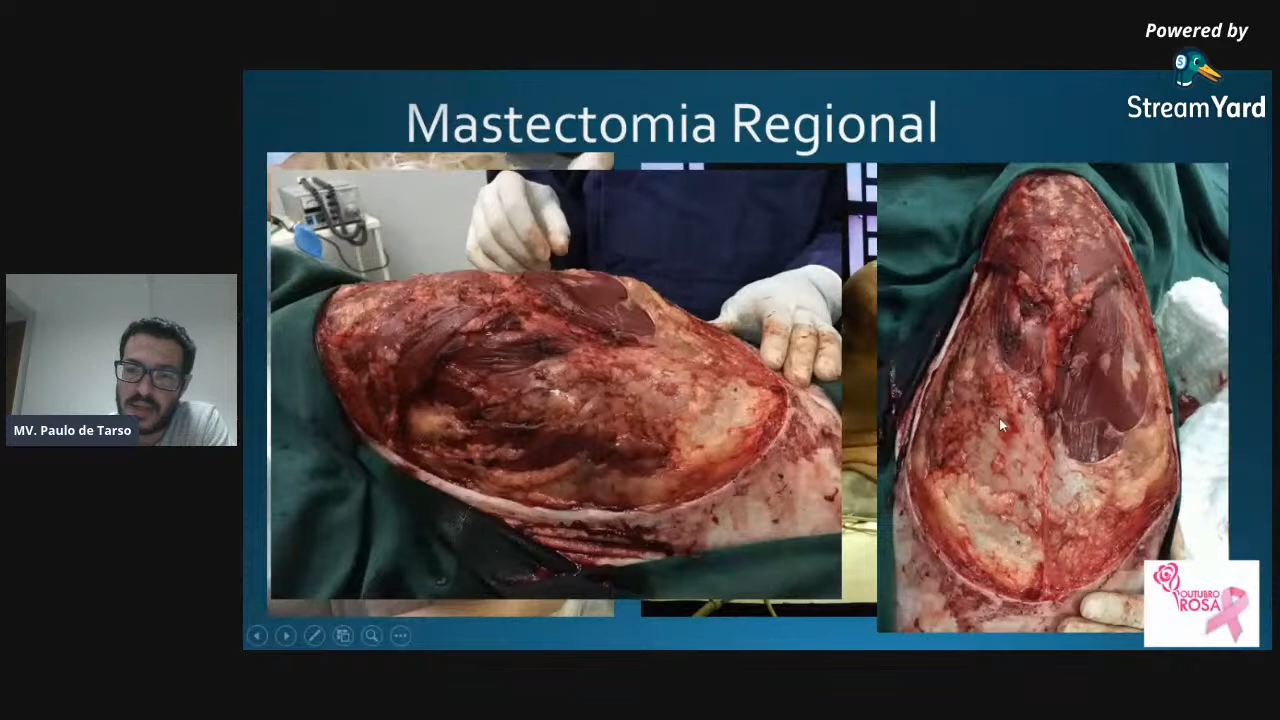 Powered by
StreamYard
Mastectomia Regional
MV. Paulo de Tarso
OUTUBRO
ROSA